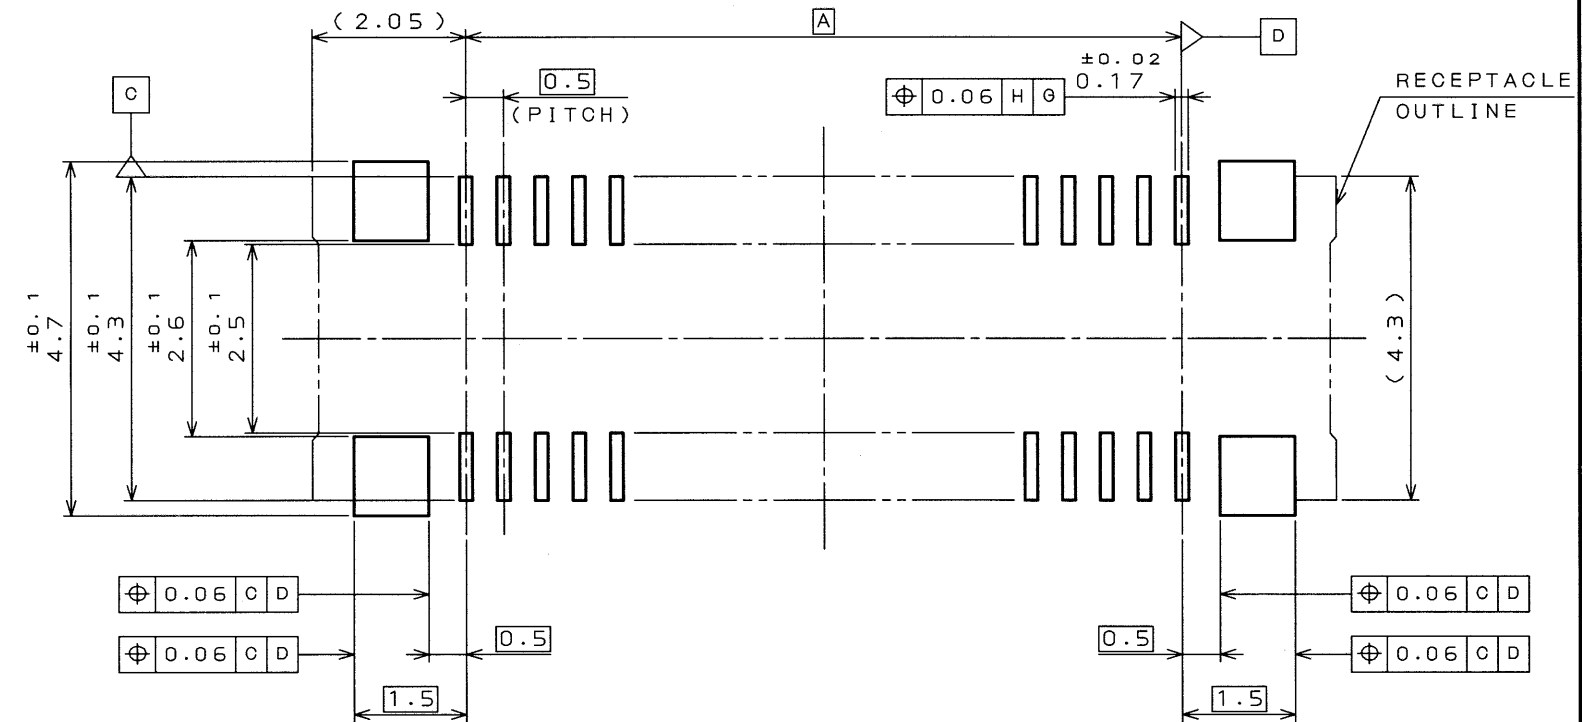 (2.05)
A
D
±0.02
0.5
0.17
C
⌖ 0.06 H G
RECEPTACLE
(PITCH)
OUTLINE
±0.1
4.7
±0.1
4.3
±0.1
2.6
±0.1
2.5
(4.3)
⌖ 0.06 C D
⌖ 0.06 C D
⌖ 0.06 C D
0.5
0.5
⌖ 0.06 C D
1.5
1.5